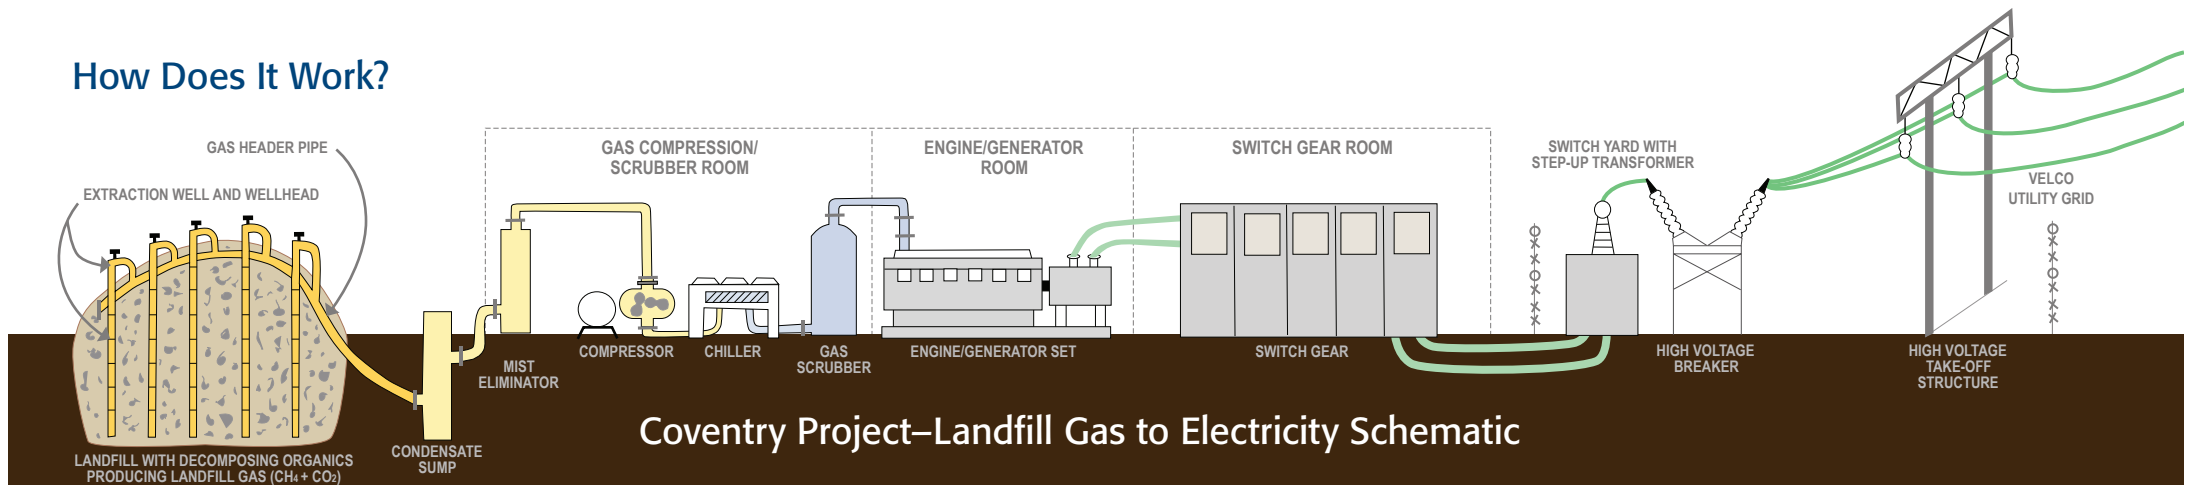 How Does It Work?
GAS HEADER PIPE
EXTRACTION WELL AND WELLHEAD
GAS COMPRESSION/
SCRUBBER ROOM
ENGINE/GENERATOR
ROOM
SWITCH GEAR ROOM
SWITCH YARD WITH
STEP-UP TRANSFORMER
VELCO
UTILITY GRID
MIST
ELIMINATOR
COMPRESSOR
CHILLER
GAS
SCRUBBER
ENGINE/GENERATOR SET
SWITCH GEAR
HIGH VOLTAGE
BREAKER
HIGH VOLTAGE
TAKE-OFF
STRUCTURE
CONDENSATE
SUMP
LANDFILL WITH DECOMPOSING ORGANICS
PRODUCING LANDFILL GAS (CH4 + CO2)
Coventry Project–Landfill Gas to Electricity Schematic